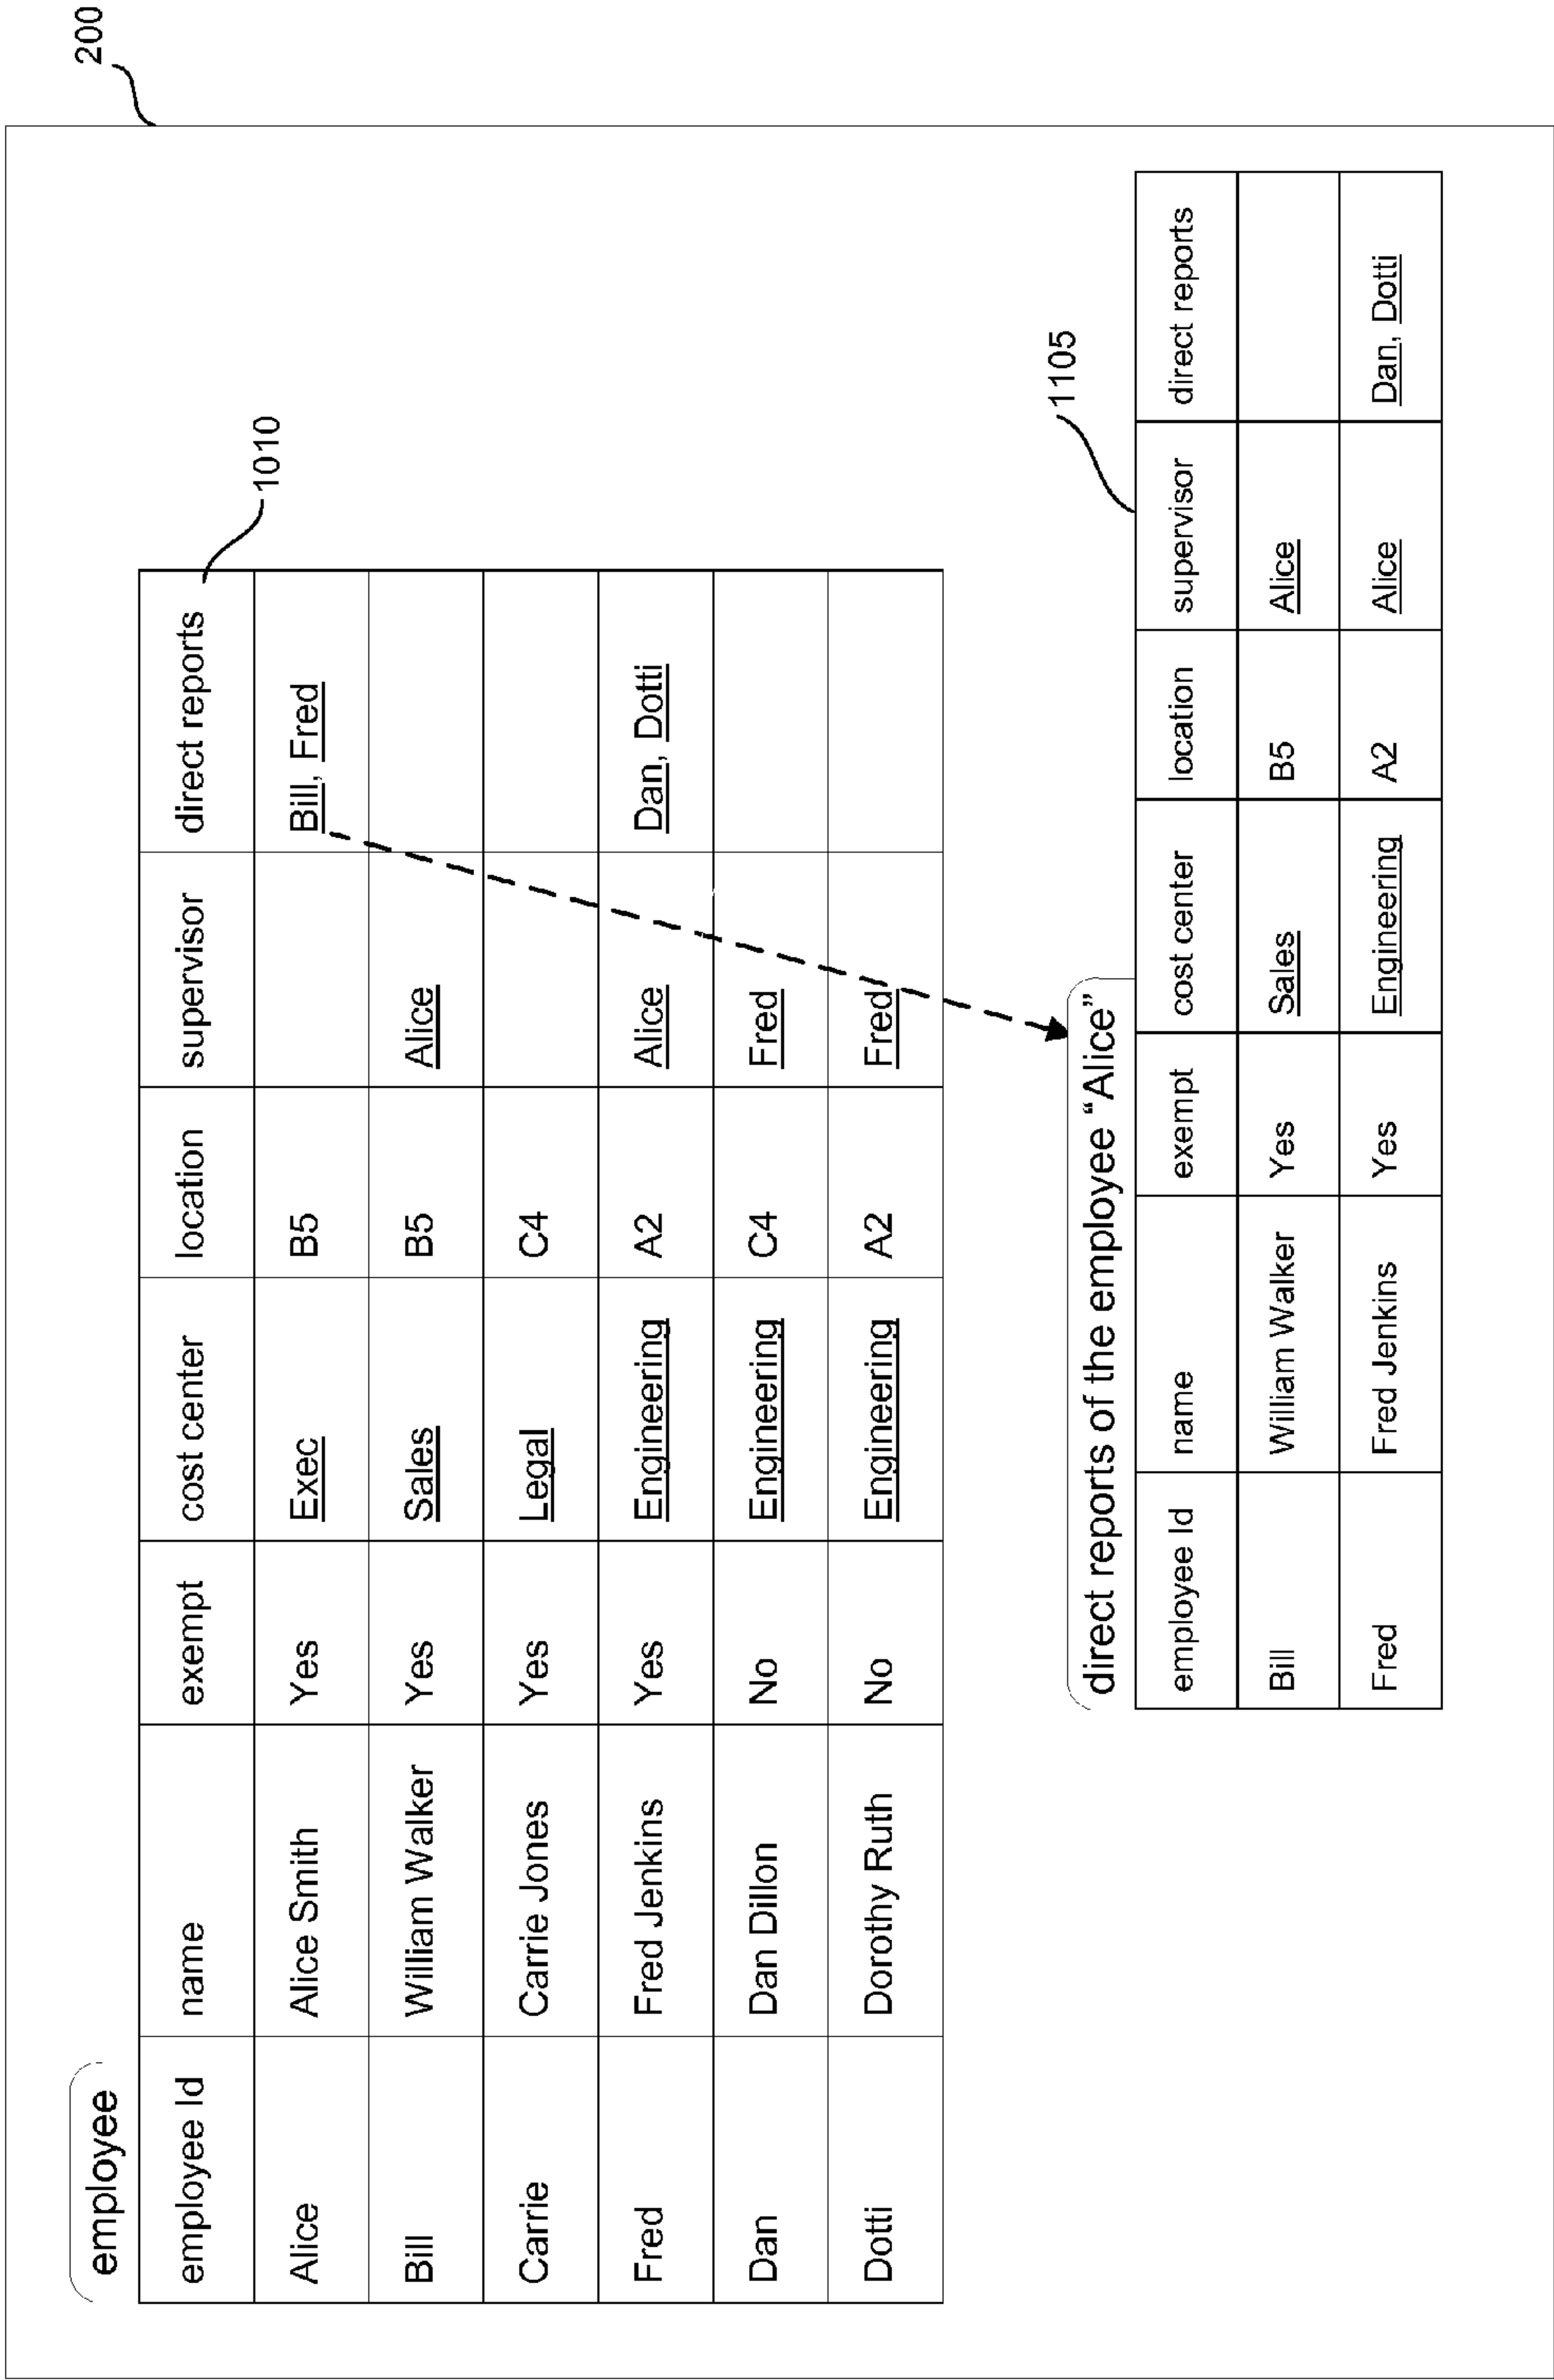 200
employee
employee Id name exempt cost center location supervisor direct reports
1010
Alice Alice Smith Yes Exec B5 Bill, Fred
Bill William Walker Yes Sales B5 Alice
Carrie Carrie Jones Yes Legal C4
Fred Fred Jenkins Yes Engineering A2 Alice Dan, Dotti
Dan Dan Dillon No Engineering C4 Fred
Dotti Dorothy Ruth No Engineering A2 Fred
1105
direct reports of the employee “Alice”
employee Id name exempt cost center location supervisor direct reports
Bill William Walker Yes Sales B5 Alice
Fred Fred Jenkins Yes Engineering A2 Alice Dan, Dotti